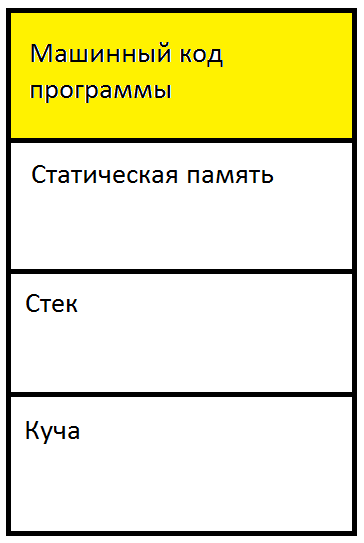 Машинный код
программы
Статическая память
Стек
Куча